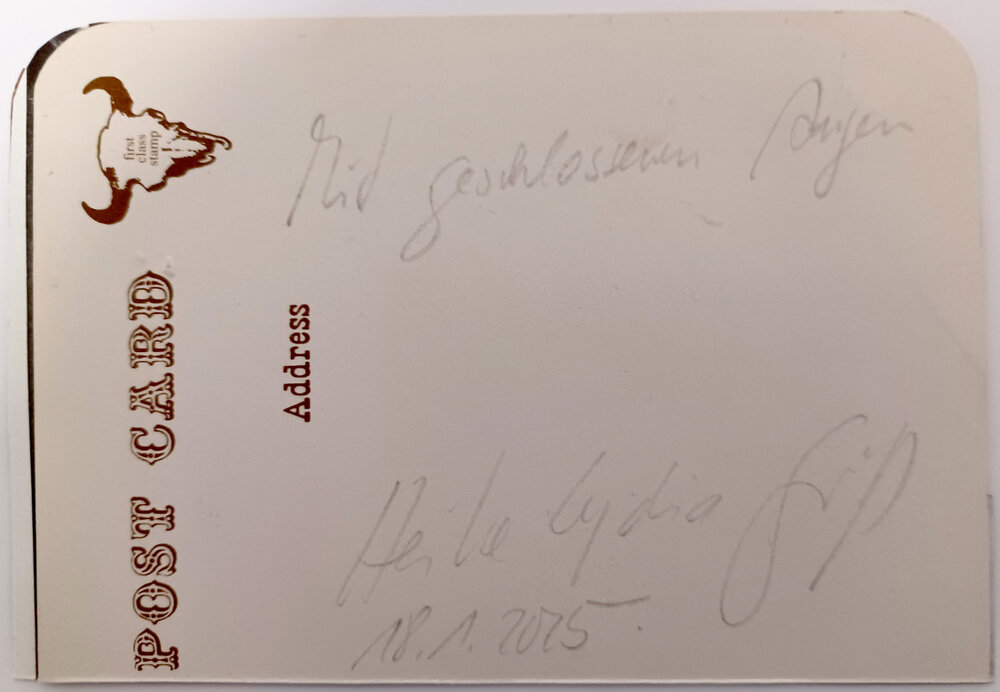 first
class
stamp
POST CARD
Address
Mit geschlossenen Augen
Heike Lydia Grüß
18.1.2025